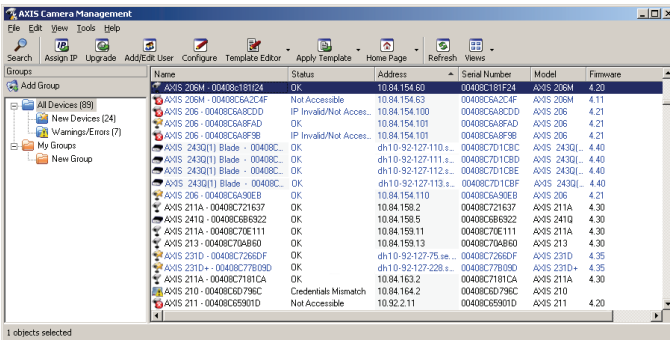 AXIS Camera Management
File Edit View Tools Help
Search Assign IP Upgrade Add/Edit User Configure Template Editor Apply Template Home Page Refresh Views
Groups
Add Group
All Devices (89)
New Devices (24)
Warnings/Errors (7)
My Groups
New Group
Name Status Address Serial Number Model Firmware
AXIS 206M - 00408c181f24 OK 10.84.154.60 00408C181F24 AXIS 206M 4.20
AXIS 206M - 00408C6A2C4F Not Accessible 10.84.154.63 00408C6A2C4F AXIS 206M 4.11
AXIS 206 - 00408C6A8CDD IP Invalid/Not Acces... 10.84.154.100 00408C6A8CDD AXIS 206 4.21
AXIS 206 - 00408C6A8FAD OK 10.84.154.101 00408C6A8FAD AXIS 206 4.21
AXIS 206 - 00408C6A8F9B IP Invalid/Not Acces... 10.84.154.101 00408C6A8F9B AXIS 206 4.21
AXIS 243Q(1) Blade - 00408C... OK dh10-92-127-110.s... 00408C7D1CBC AXIS 243Q(... 4.40
AXIS 243Q(1) Blade - 00408C... OK dh10-92-127-111.s... 00408C7D1CBD AXIS 243Q(... 4.40
AXIS 243Q(1) Blade - 00408C... OK dh10-92-127-112.s... 00408C7D1CBE AXIS 243Q(... 4.40
AXIS 243Q(1) Blade - 00408C... OK dh10-92-127-113.s... 00408C7D1CBF AXIS 243Q(... 4.40
AXIS 206 - 00408C6A90EB OK 10.84.154.110 00408C6A90EB AXIS 206 4.21
AXIS 211A - 00408C721637 OK 10.84.158.2 00408C721637 AXIS 211A 4.30
AXIS 241Q - 00408C6B6922 OK 10.84.158.5 00408C6B6922 AXIS 241Q 4.30
AXIS 211A - 00408C70E111 OK 10.84.159.11 00408C70E111 AXIS 211A 4.30
AXIS 213 - 00408C70AB60 OK 10.84.159.13 00408C70AB60 AXIS 213 4.30
AXIS 231D - 00408C7266DF OK dh10-92-127-75.se... 00408C7266DF AXIS 231D 4.35
AXIS 231D+ - 00408C77B09D OK dh10-92-127-228.s... 00408C77B09D AXIS 231D+ 4.35
AXIS 211A - 00408C7181CA OK 10.84.163.2 00408C7181CA AXIS 211A 4.30
AXIS 210 - 00408C6D796C Credentials Mismatch 10.84.164.2 00408C6D796C AXIS 210
AXIS 211 - 00408C65901D Not Accessible 10.92.2.11 00408C65901D AXIS 211 4.20
1 objects selected